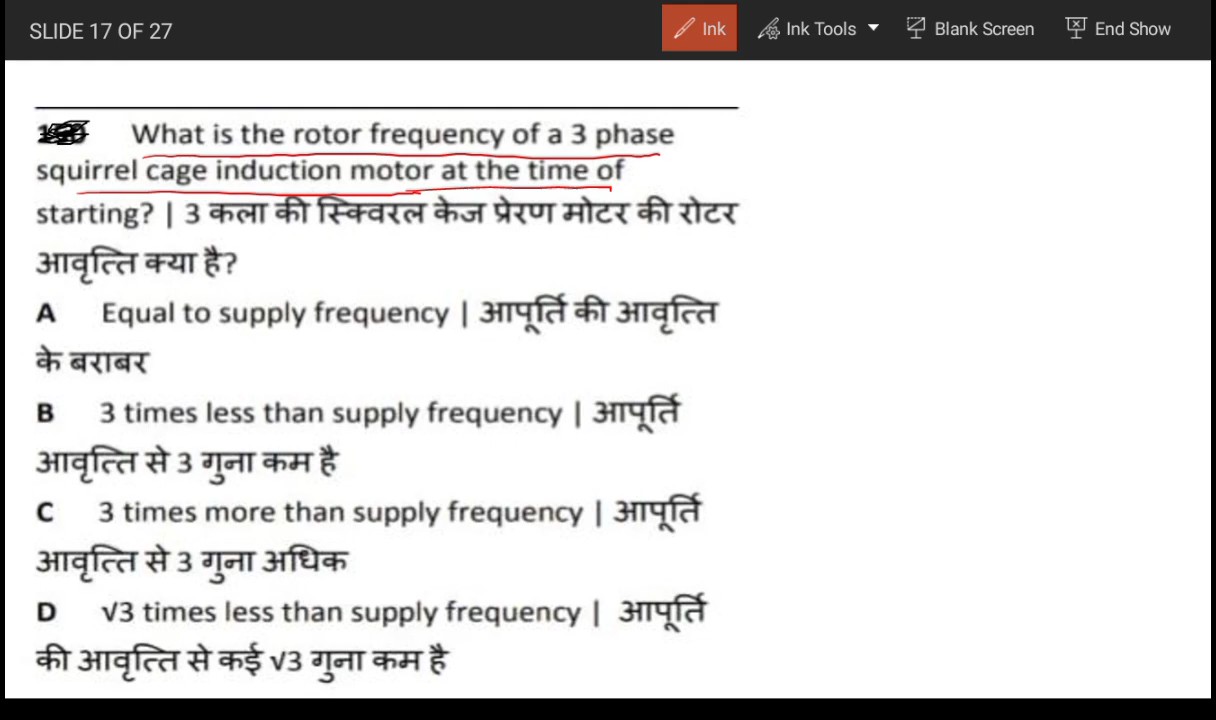 SLIDE 17 OF 27
Ink
Ink Tools
Blank Screen
End Show
What is the rotor frequency of a 3 phase
squirrel cage induction motor at the time of
starting? | 3 कला की स्क्विरल केज प्रेरण मोटर की रोटर
आवृत्ति क्या है?
A Equal to supply frequency | आपूर्ति की आवृत्ति
के बराबर
B 3 times less than supply frequency | आपूर्ति
आवृत्ति से 3 गुना कम है
C 3 times more than supply frequency | आपूर्ति
आवृत्ति से 3 गुना अधिक
D √3 times less than supply frequency | आपूर्ति
की आवृत्ति से कई √3 गुना कम है